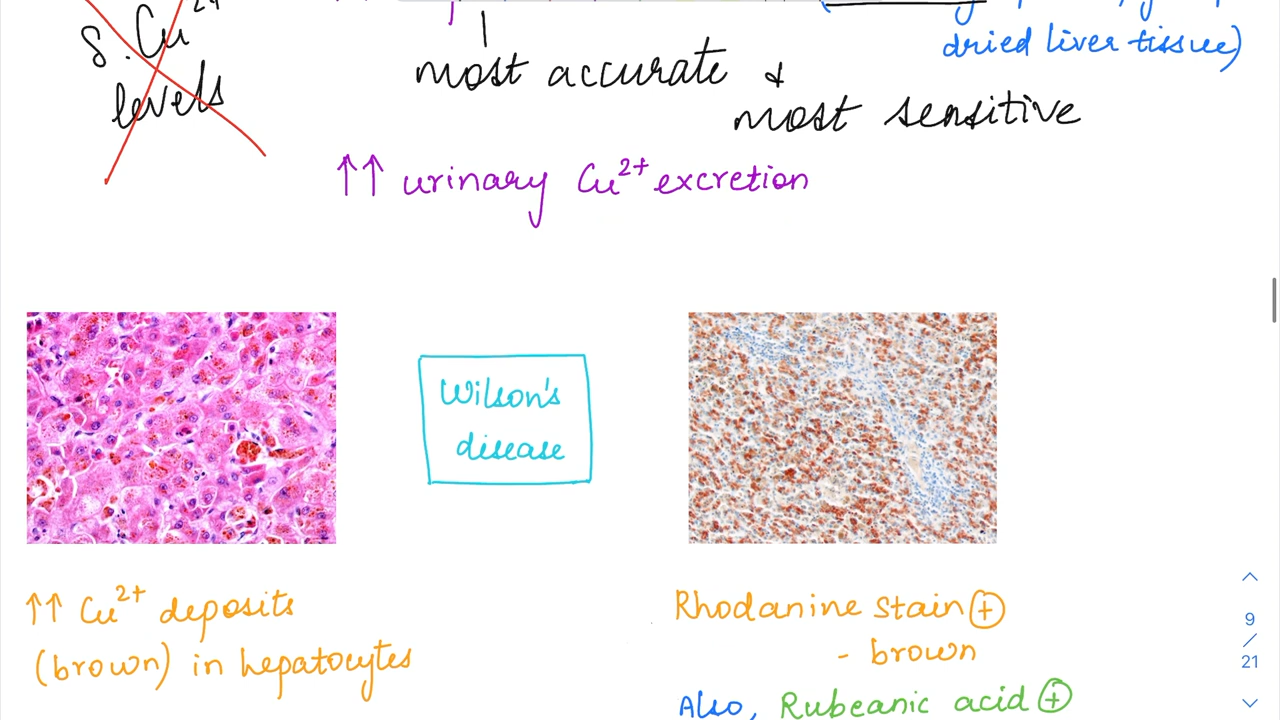 S. Cu²⁺
levels
dried liver tissue)
most accurate &
most sensitive
↑↑ urinary Cu²⁺ excretion
Wilson's
disease
↑↑ Cu²⁺ deposits
(brown) in hepatocytes
Rhodanine stain ⊕
- brown
Also, Rubeanic acid ⊕
9
/
21